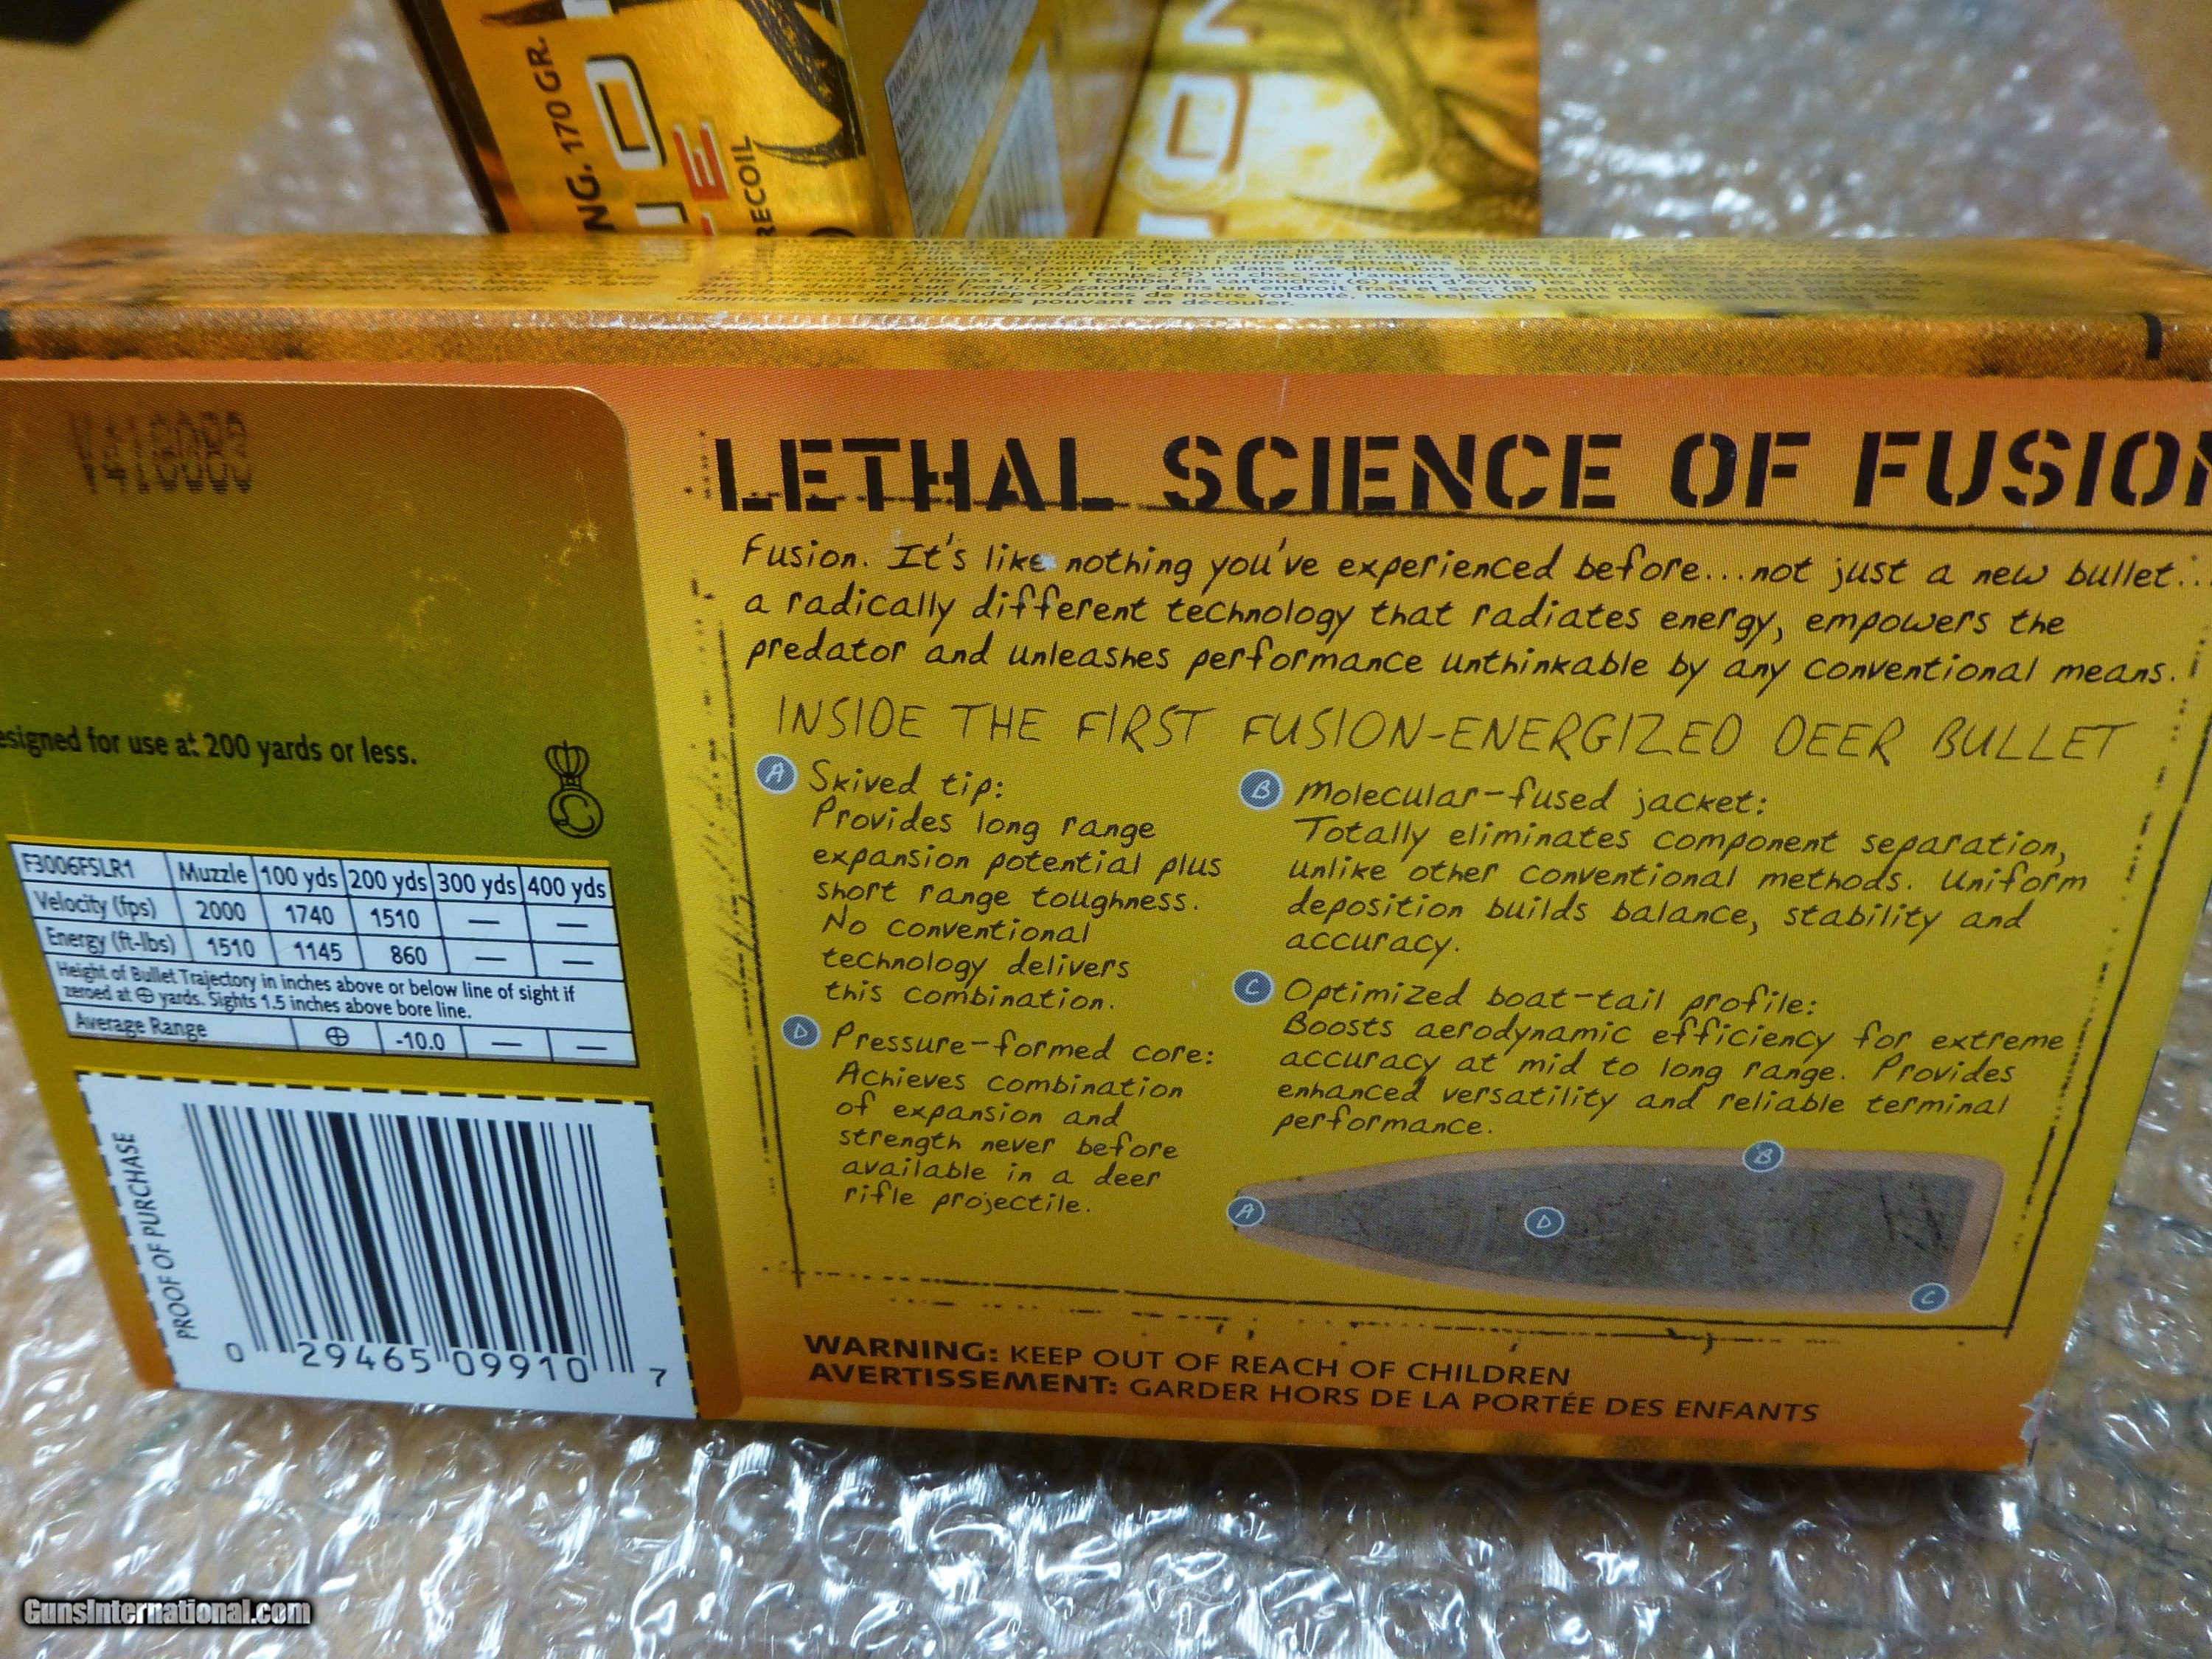 NG. 170 GR.
RECOIL
dommages ou des blessures pouvant en découler.
LETHAL SCIENCE OF FUSION
Fusion. It's like nothing you've experienced before...not just a new bullet...
a radically different technology that radiates energy, empowers the
predator and unleashes performance unthinkable by any conventional means.
INSIDE THE FIRST FUSION-ENERGIZED DEER BULLET
A Skived tip:
Provides long range
expansion potential plus
short range toughness.
No conventional
technology delivers
this combination.
D Pressure-formed core:
Achieves combination
of expansion and
strength never before
available in a deer
rifle projectile.
B Molecular-fused jacket:
Totally eliminates component separation,
unlike other conventional methods. Uniform
deposition builds balance, stability and
accuracy.
C Optimized boat-tail profile:
Boosts aerodynamic efficiency for extreme
accuracy at mid to long range. Provides
enhanced versatility and reliable terminal
performance.
A
B
D
C
WARNING: KEEP OUT OF REACH OF CHILDREN
AVERTISSEMENT: GARDER HORS DE LA PORTÉE DES ENFANTS
esigned for use at 200 yards or less.
F3006FSLR1 Muzzle 100 yds 200 yds 300 yds 400 yds
Velocity (fps) 2000 1740 1510 — —
Energy (ft-lbs) 1510 1145 860 — —
Height of Bullet Trajectory in inches above or below line of sight if
zeroed at ⊕ yards. Sights 1.5 inches above bore line.
Average Range ⊕ -10.0 — —
PROOF OF PURCHASE
0 29465 09910 7
GunsInternational.com